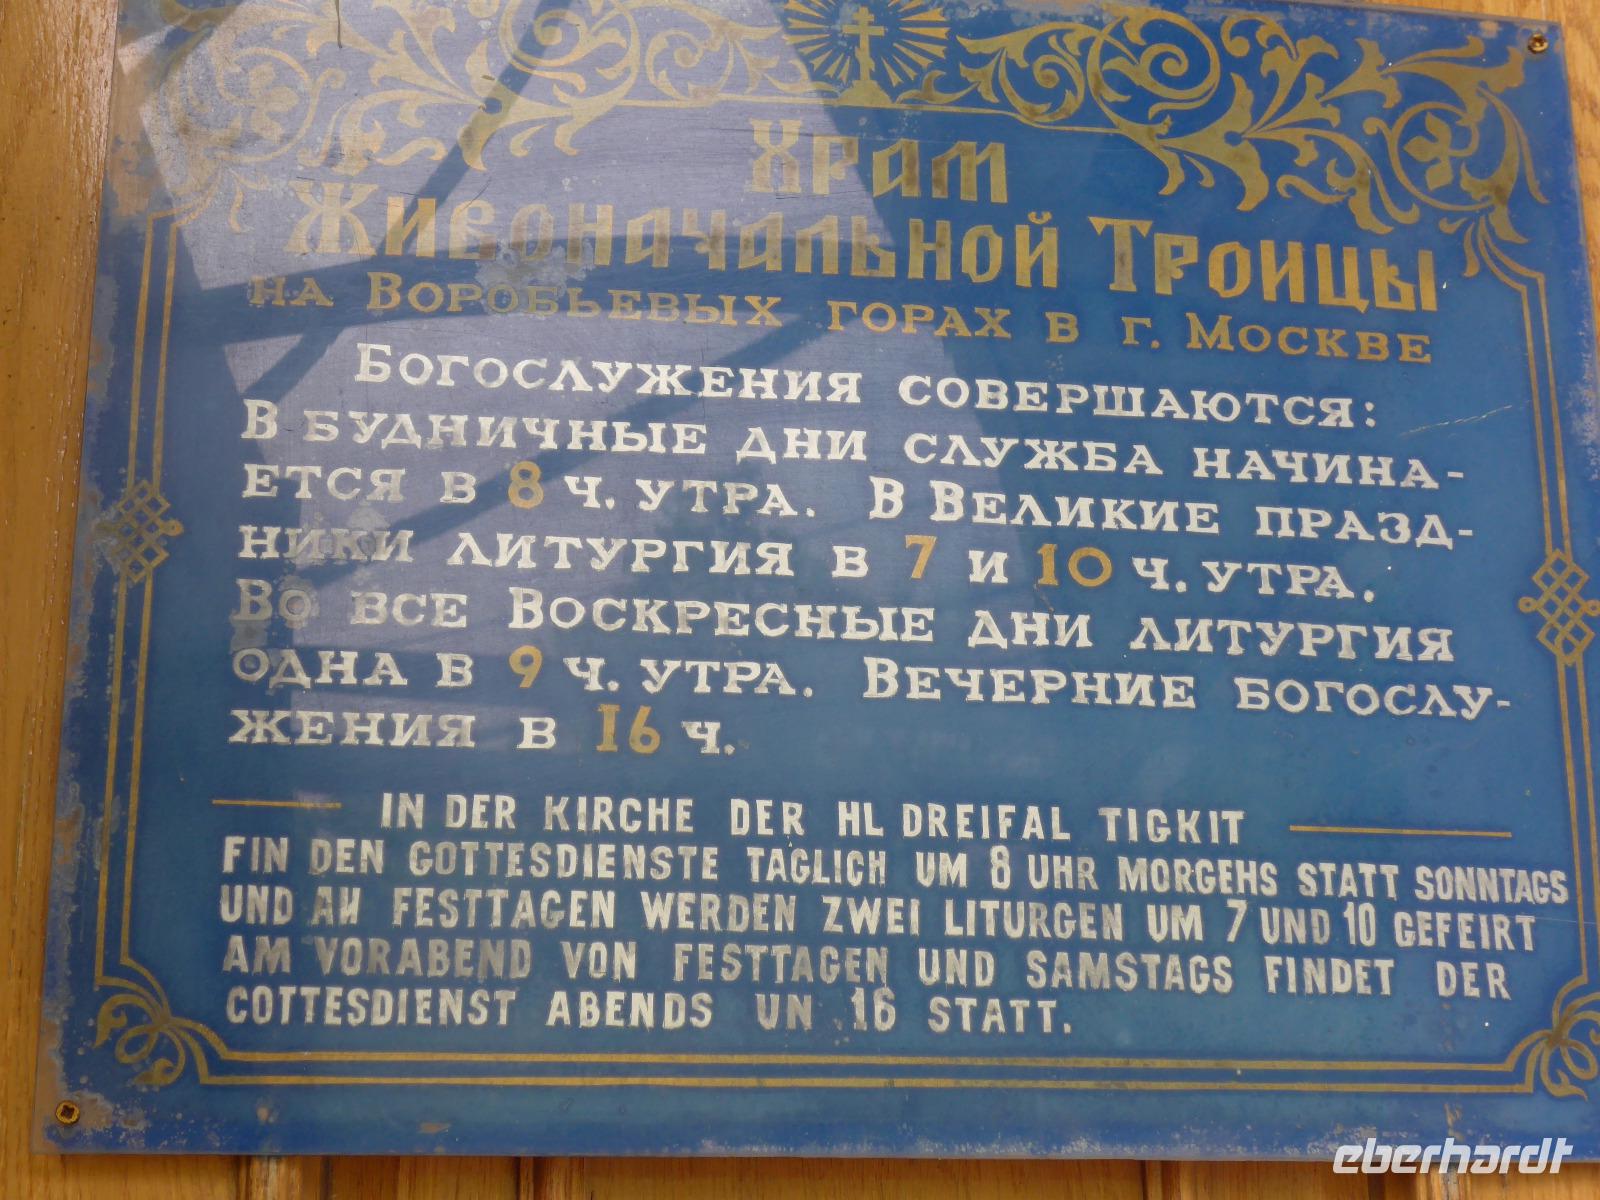 Храм
Живоначальной Троицы
на Воробьевых горах в г. Москве
Богослужения совершаются:
В будничные дни служба начина-
ется в 8 ч. утра. В Великие празд-
ники литургия в 7 и 10 ч. утра.
Во все Воскресные дни литургия
одна в 9 ч. утра. Вечерние богослу-
жения в 16 ч.
IN DER KIRCHE DER HL DREIFAL TIGKIT
FIN DEN GOTTESDIENSTE TAGLICH UM 8 UHR MORGEHS STATT SONNTAGS
UND AN FESTTAGEN WERDEN ZWEI LITURGEN UM 7 UND 10 GEFEIRT
AM VORABEND VON FESTTAGEN UND SAMSTAGS FINDET DER
COTTESDIENST ABENDS UN 16 STATT.
eberhardt